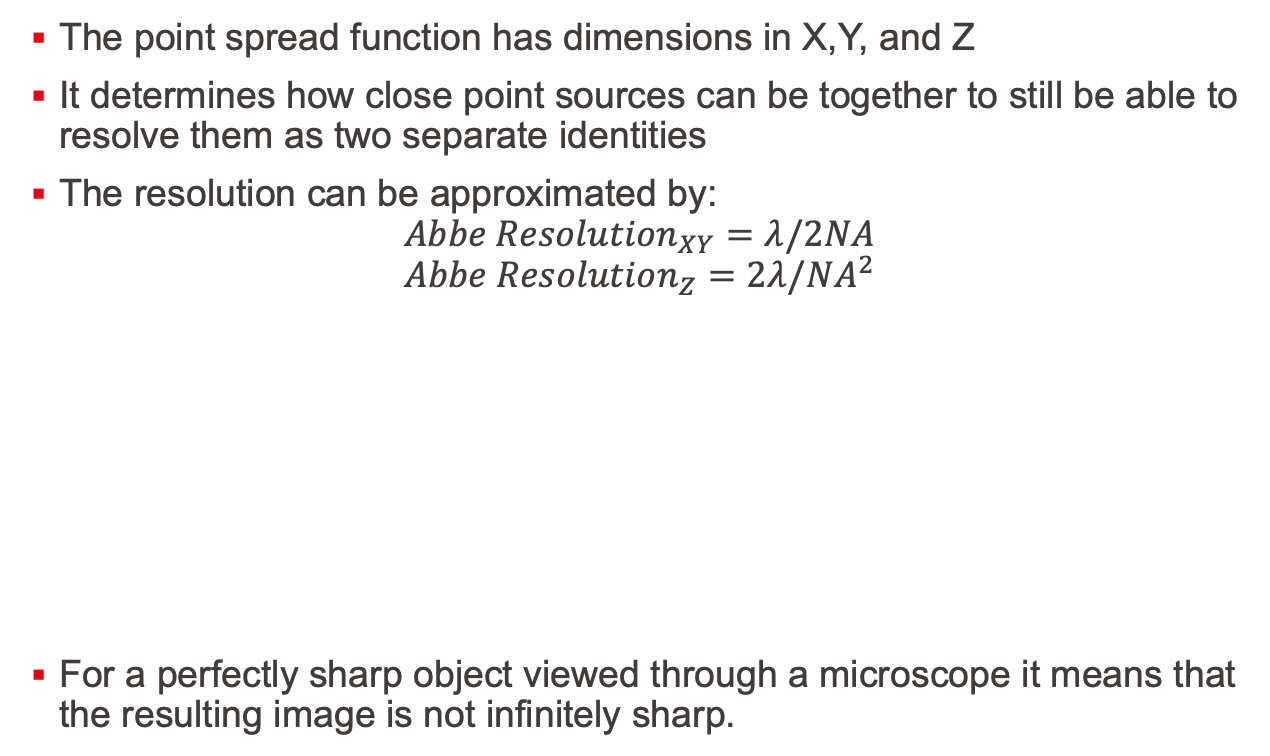 ▪ The point spread function has dimensions in X,Y, and Z
▪ It determines how close point sources can be together to still be able to
resolve them as two separate identities
▪ The resolution can be approximated by:
𝐴𝑏𝑏𝑒 𝑅𝑒𝑠𝑜𝑙𝑢𝑡𝑖𝑜𝑛_XY = λ/2NA
𝐴𝑏𝑏𝑒 𝑅𝑒𝑠𝑜𝑙𝑢𝑡𝑖𝑜𝑛_Z = 2λ/NA²
▪ For a perfectly sharp object viewed through a microscope it means that
the resulting image is not infinitely sharp.